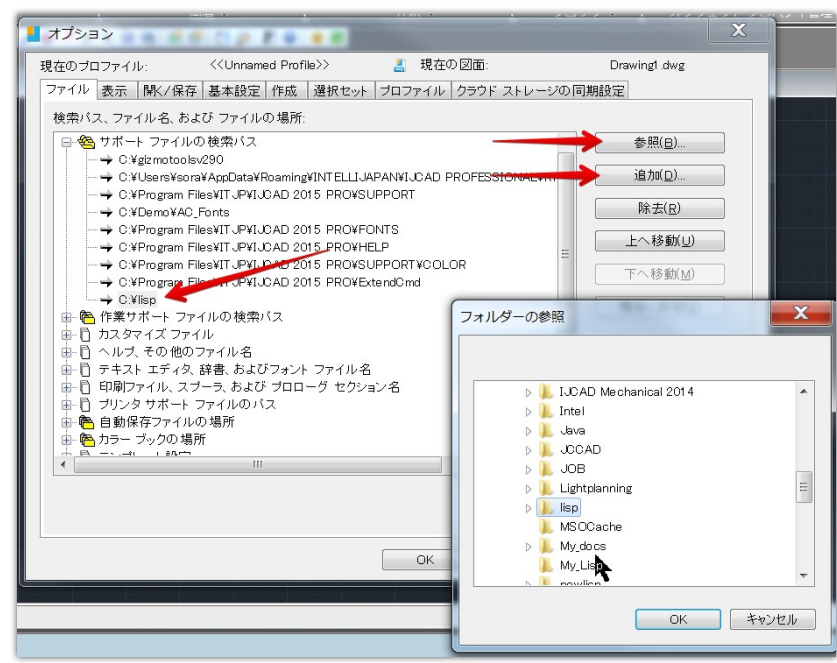 オプション
現在のプロファイル: <<Unnamed Profile>> 現在の図面: Drawing1.dwg
ファイル 表示 開く/保存 基本設定 作成 選択セット プロファイル クラウド ストレージの同期設定
検索パス、ファイル名、および ファイルの場所:
サポート ファイルの検索パス
C:¥gizmotoolsv290
C:¥Users¥sora¥AppData¥Roaming¥INTELLIJAPAN¥IJCAD PROFESSIONAL
C:¥Program Files¥IT JP¥IJCAD 2015 PRO¥SUPPORT
C:¥Demo¥AC_Fonts
C:¥Program Files¥IT JP¥IJCAD 2015 PRO¥FONTS
C:¥Program Files¥IT JP¥IJCAD 2015 PRO¥HELP
C:¥Program Files¥IT JP¥IJCAD 2015 PRO¥SUPPORT¥COLOR
C:¥Program Files¥IT JP¥IJCAD 2015 PRO¥ExtendCmd
C:¥lisp
作業サポート ファイルの検索パス
カスタマイズ ファイル
ヘルプ、その他のファイル名
テキスト エディタ、辞書、およびフォント ファイル名
印刷ファイル、スプーラ、および プロローグ セクション名
プリンタ サポート ファイルのパス
自動保存ファイルの場所
カラー ブックの場所
参照(B)...
追加(D)...
除去(R)
上へ移動(U)
下へ移動(M)
OK
フォルダーの参照
IJCAD Mechanical 2014
Intel
Java
JCCAD
JOB
Lightplanning
lisp
MSOCache
My_docs
My_Lisp
OK キャンセル